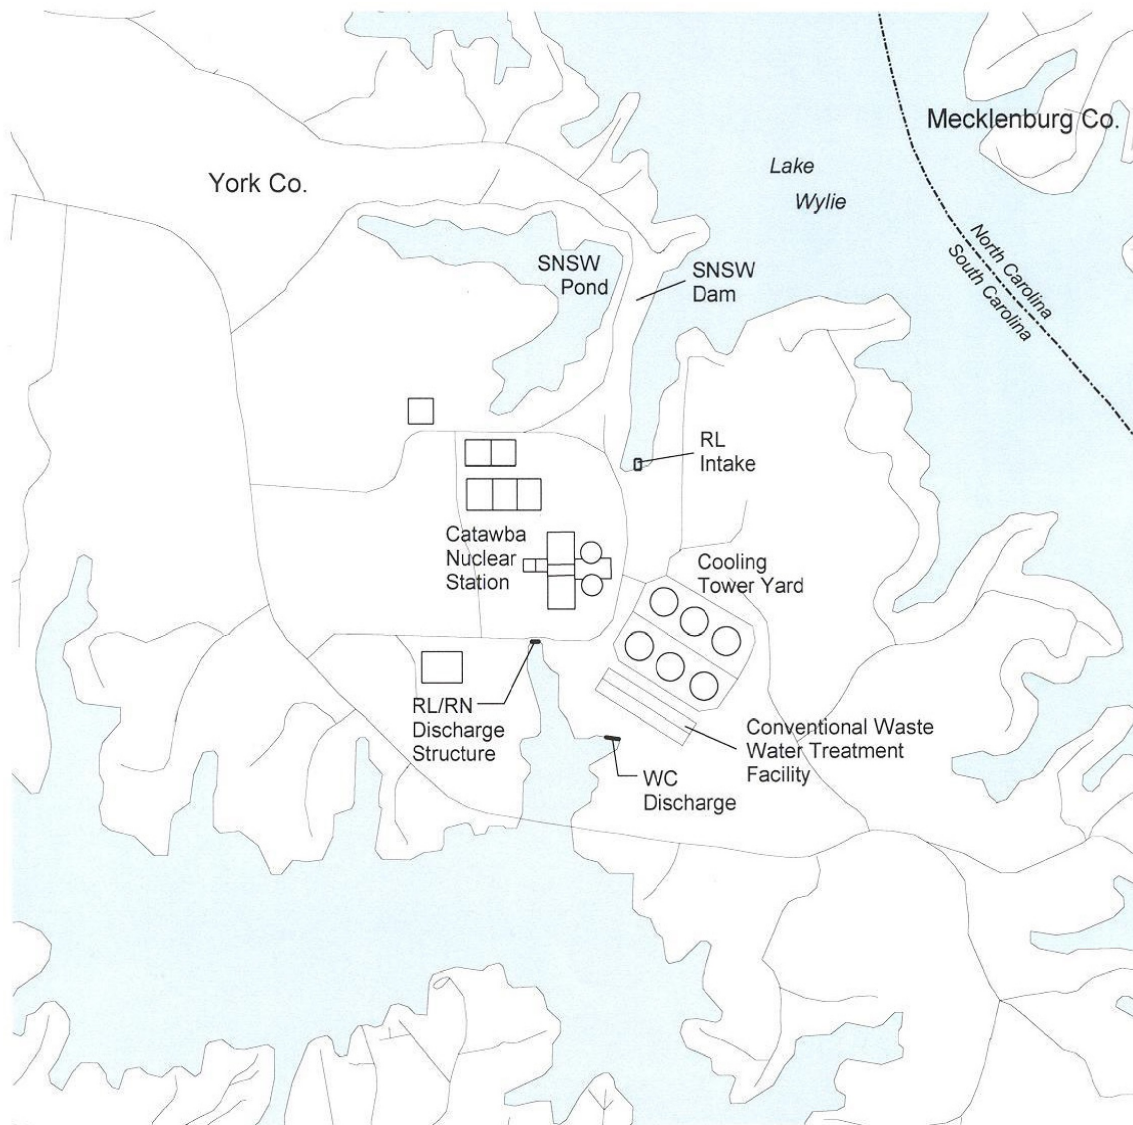 Mecklenburg Co.
Lake
Wylie
York Co.
North Carolina
South Carolina
SNSW
Pond
SNSW
Dam
RL
Intake
Catawba
Nuclear
Station
Cooling
Tower Yard
RL/RN
Discharge
Structure
Conventional Waste
Water Treatment
Facility
WC
Discharge